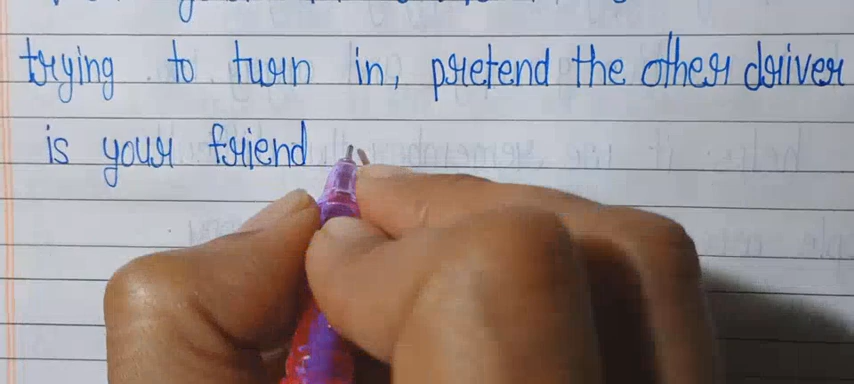 trying to turn in, pretend the other driver
is your friend